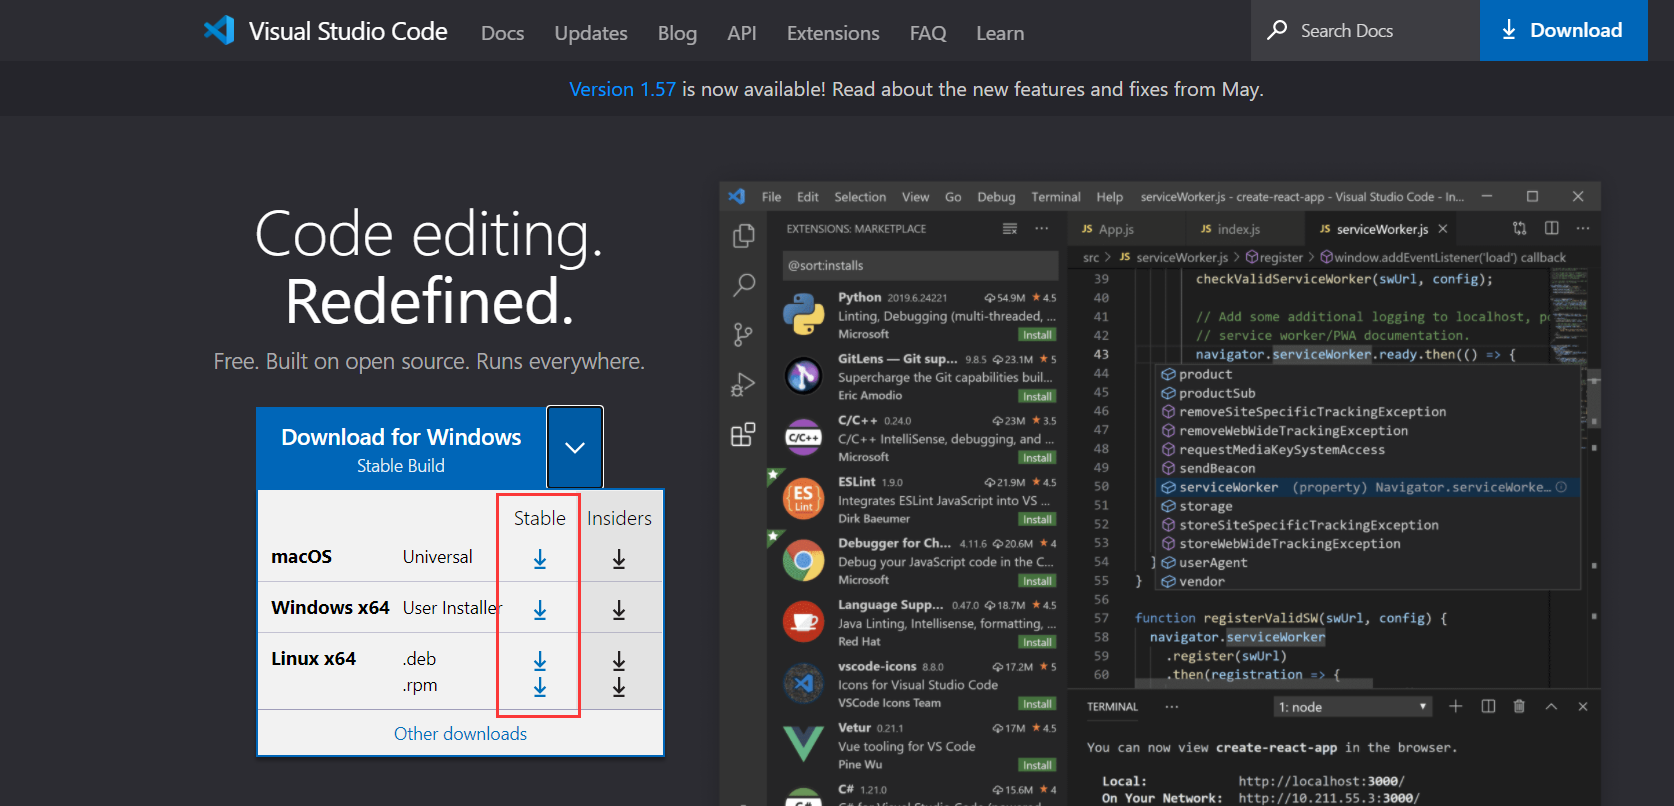 Visual Studio Code Docs Updates Blog API Extensions FAQ Learn Search Docs Download
Version 1.57 is now available! Read about the new features and fixes from May.
Code editing.
Redefined.
Free. Built on open source. Runs everywhere.
Download for Windows
Stable Build
Stable Insiders
macOS Universal
Windows x64 User Installer
Linux x64 .deb
.rpm
Other downloads
File Edit Selection View Go Debug Terminal Help serviceWorker.js - create-react-app - Visual Studio Code - In...
EXTENSIONS: MARKETPLACE
@sort:installs
Python 2019.6.24221 54.9M ★ 4.5
Linting, Debugging (multi-threaded, ...
Microsoft Install
GitLens — Git sup... 9.8.5 23.1M ★ 5
Supercharge the Git capabilities buil...
Eric Amodio Install
C/C++
C/C++ 0.24.0 23M ★ 3.5
C/C++ IntelliSense, debugging, and ...
Microsoft Install
ES
Lint
ESLint 1.9.0 21.9M ★ 4.5
Integrates ESLint JavaScript into VS ...
Dirk Baeumer Install
Debugger for Ch... 4.11.6 20.6M ★ 4
Debug your JavaScript code in the C...
Microsoft Install
Language Supp... 0.47.0 18.7M ★ 4.5
Java Linting, Intellisense, formatting, ...
Red Hat Install
vscode-icons 8.8.0 17.2M ★ 5
Icons for Visual Studio Code
VSCode Icons Team Install
Vetur 0.21.1 17M ★ 4.5
Vue tooling for VS Code
Pine Wu Install
C# 1.21.0 15.6M ★ 4
JS App.js JS index.js JS serviceWorker.js
src > JS serviceWorker.js > register > window.addEventListener('load') callback
39 checkValidServiceWorker(swUrl, config);
40
41 // Add some additional logging to localhost, po
42 // service worker/PWA documentation.
43 navigator.serviceWorker.ready.then(() => {
44 product
45 productSub
46 removeSiteSpecificTrackingException
47 removeWebWideTrackingException
48 requestMediaKeySystemAccess
49 sendBeacon
50 serviceWorker (property) Navigator.serviceWorke...
51 storage
52 storeSiteSpecificTrackingException
53 storeWebWideTrackingException
54 } userAgent
55 } vendor
56
57 function registerValidSW(swUrl, config) {
58 navigator.serviceWorker
59 .register(swUrl)
60 .then(registration => {
TERMINAL ... 1: node
You can now view create-react-app in the browser.
Local: http://localhost:3000/
On Your Network: http://10.211.55.3:3000/